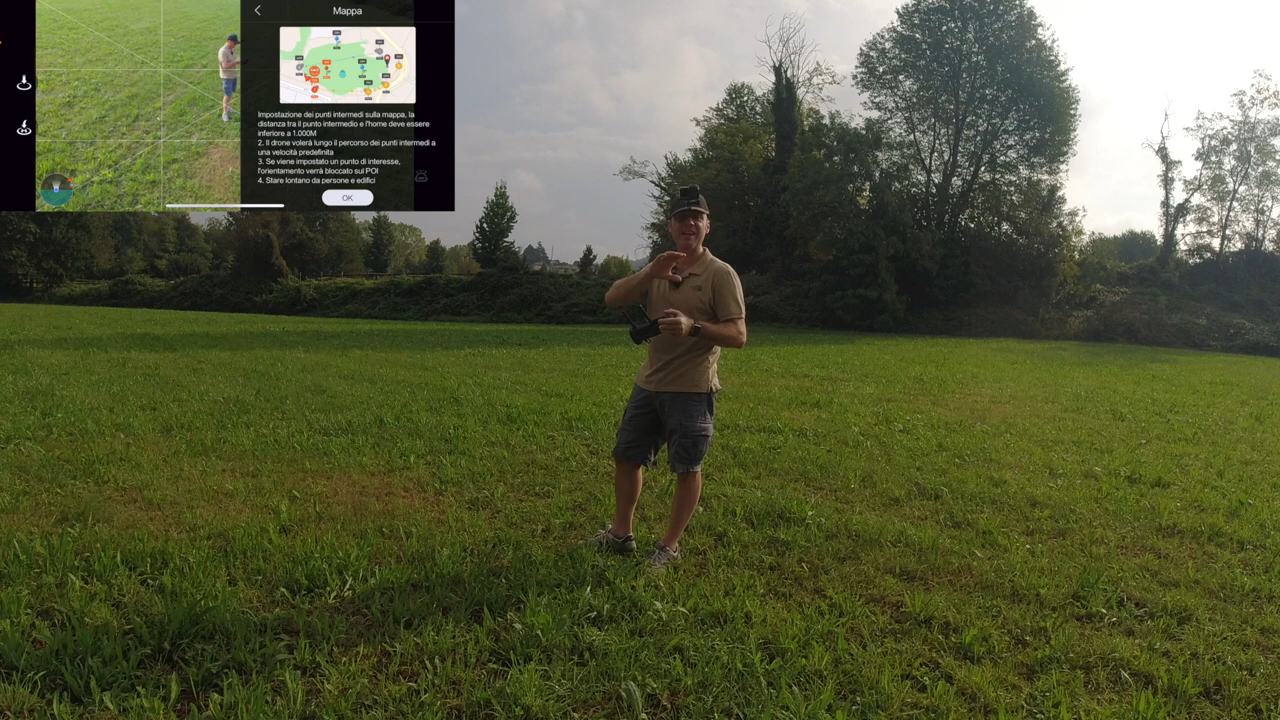 Mappa
Impostazione dei punti intermedi sulla mappa, la
distanza tra il punto intermedio e l'home deve essere
inferiore a 1.000M
2. Il drone volerà lungo il percorso dei punti intermedi a
una velocità predefinita
3. Se viene impostato un punto di interesse,
l'orientamento verrà bloccato sul POI
4. Stare lontano da persone e edifici
OK